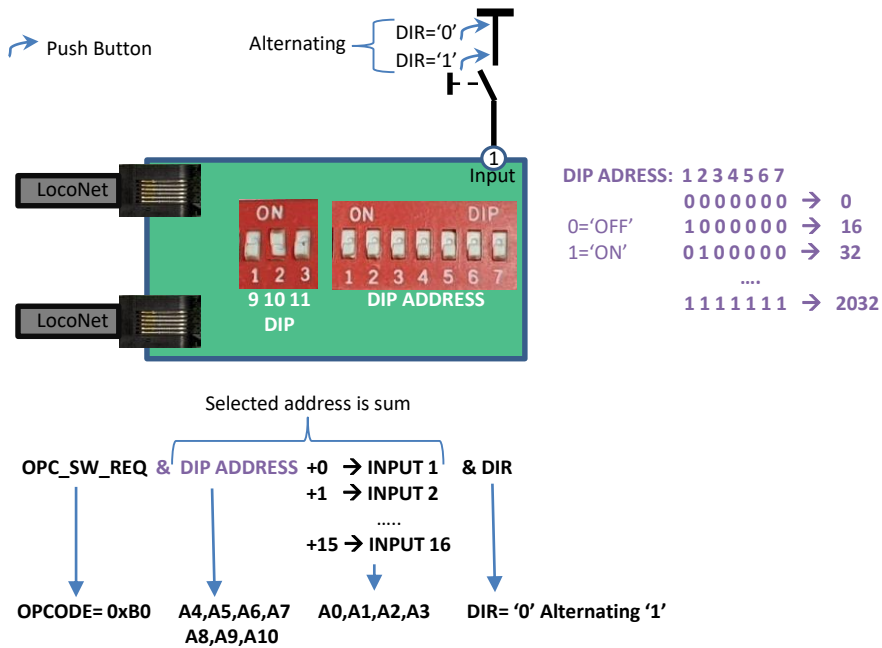 Push Button
Alternating
DIR='0'
DIR='1'
1
Input
LocoNet
LocoNet
ON
1 2 3
9 10 11
DIP
ON DIP
1 2 3 4 5 6 7
DIP ADDRESS
DIP ADRESS: 1 2 3 4 5 6 7
0 0 0 0 0 0 0 → 0
0='OFF' 1 0 0 0 0 0 0 → 16
1='ON' 0 1 0 0 0 0 0 → 32
....
1 1 1 1 1 1 1 → 2032
Selected address is sum
OPC_SW_REQ & DIP ADDRESS +0 → INPUT 1 & DIR
+1 → INPUT 2
.....
+15 → INPUT 16
OPCODE= 0xB0 A4,A5,A6,A7 A0,A1,A2,A3 DIR= '0' Alternating '1'
A8,A9,A10